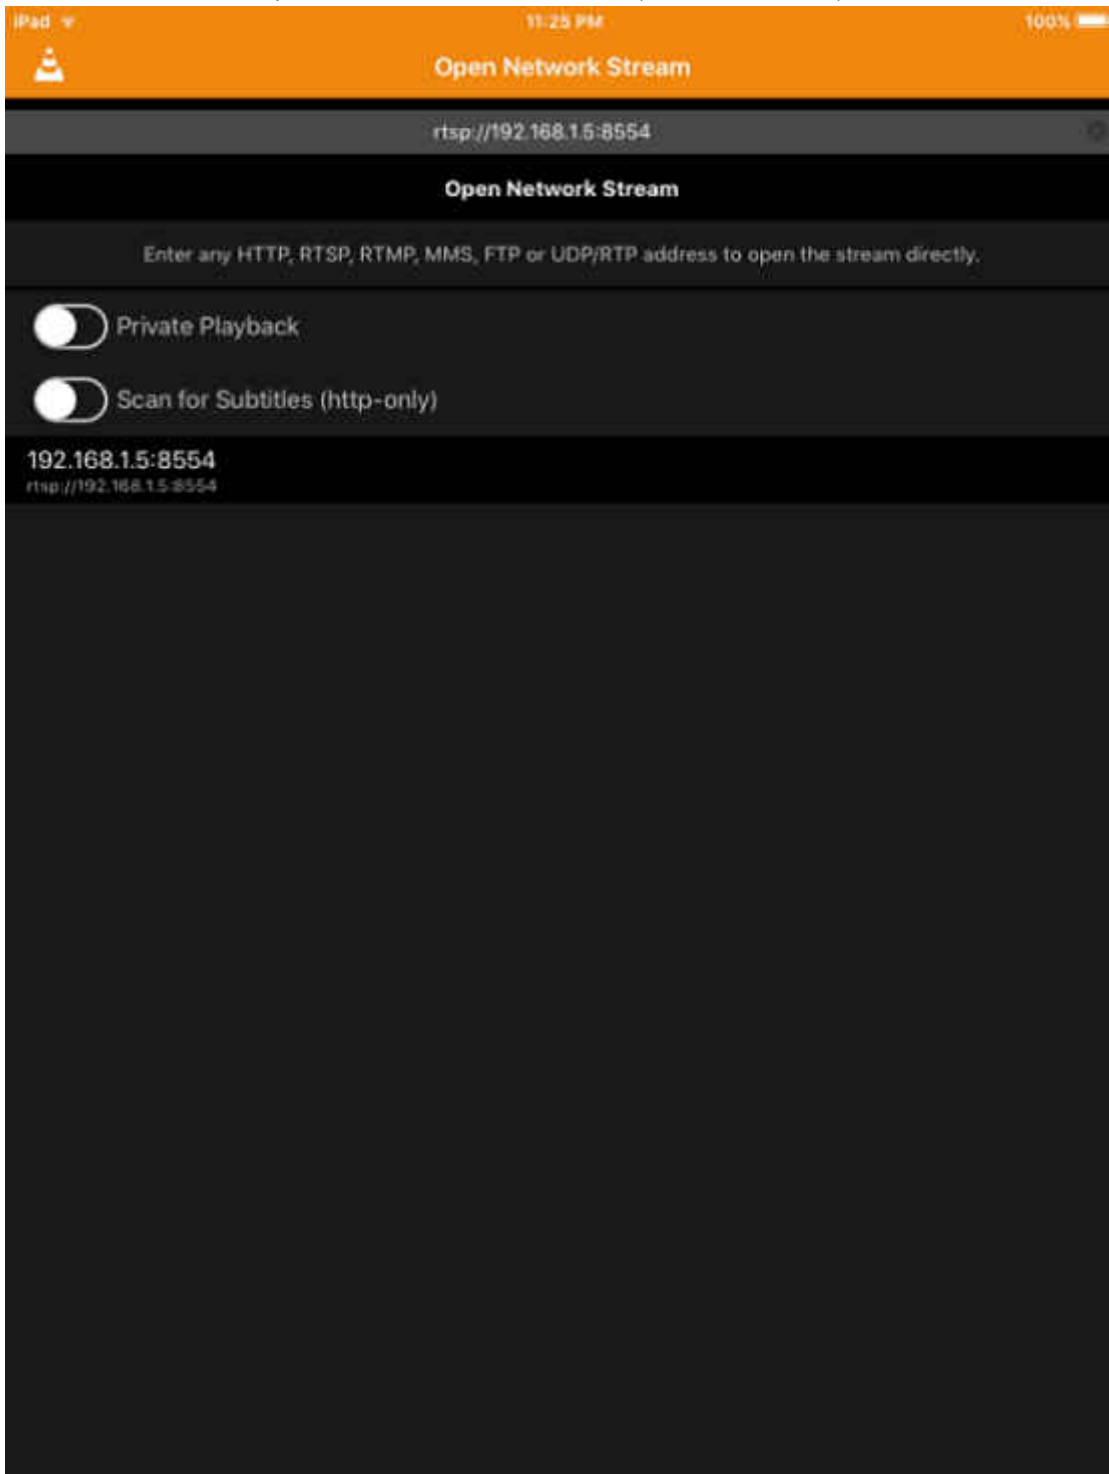 iPad 11:25 PM 100%
Open Network Stream
rtsp://192.168.1.5:8554
Open Network Stream
Enter any HTTP, RTSP, RTMP, MMS, FTP or UDP/RTP address to open the stream directly.
Private Playback
Scan for Subtitles (http-only)
192.168.1.5:8554
rtsp://192.168.1.5:8554